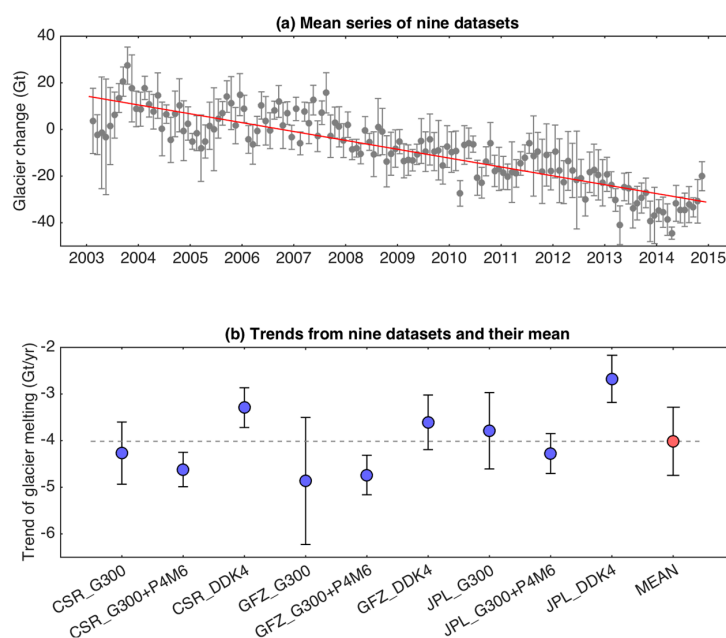 (a) Mean series of nine datasets
Glacier change (Gt)
40
20
0
-20
-40
2003 2004 2005 2006 2007 2008 2009 2010 2011 2012 2013 2014 2015
(b) Trends from nine datasets and their mean
Trend of glacier melting (Gt/yr)
-2
-3
-4
-5
-6
CSR_G300
CSR_G300+P4M6
CSR_DDK4
GFZ_G300
GFZ_G300+P4M6
GFZ_DDK4
JPL_G300
JPL_G300+P4M6
JPL_DDK4
MEAN